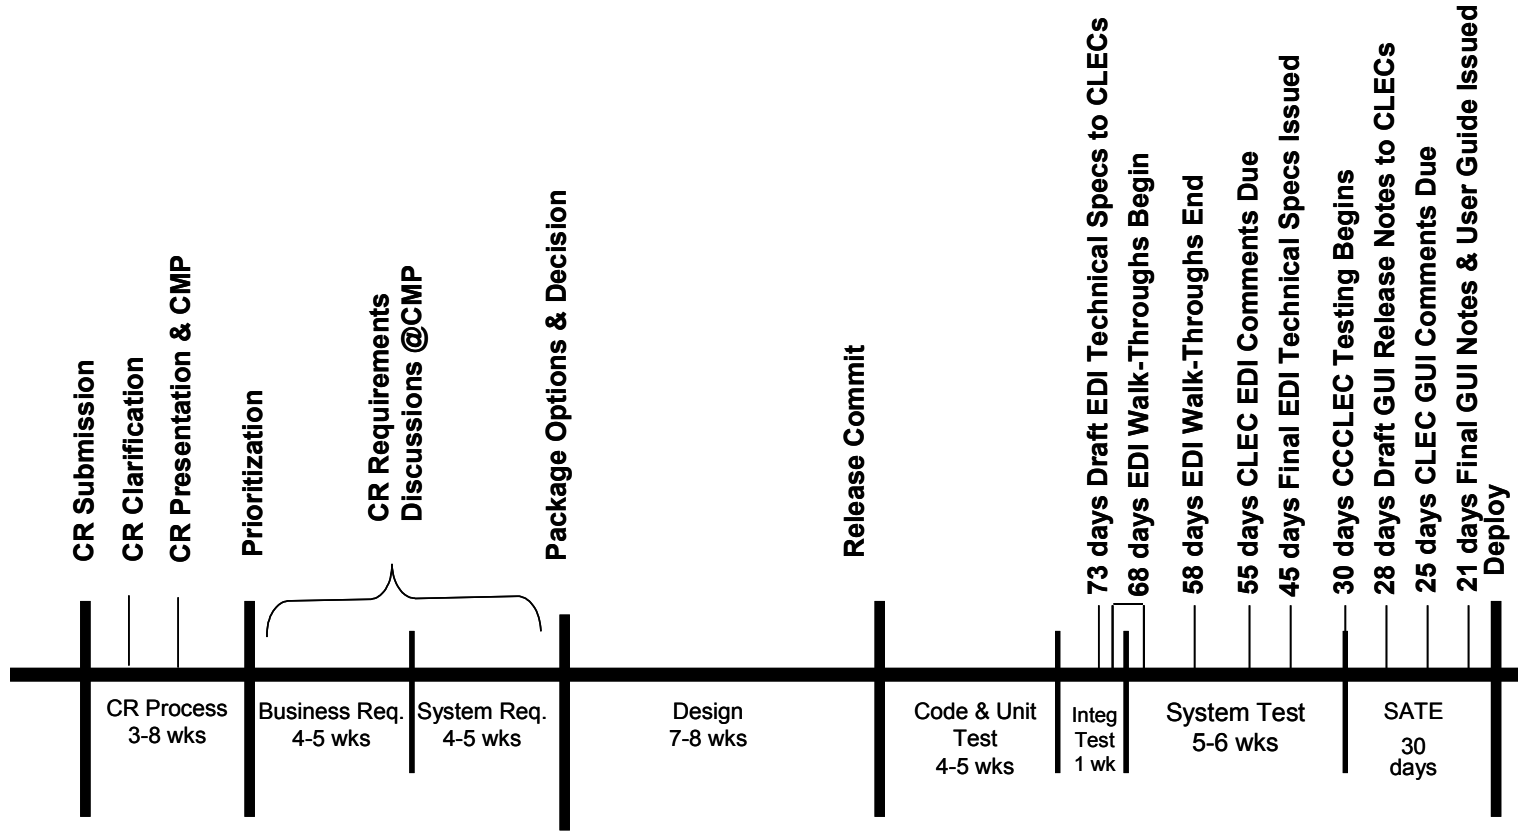 CR Submission
CR Clarification
CR Presentation & CMP
Prioritization
CR Requirements
Discussions @CMP
Package Options & Decision
Release Commit
73 days Draft EDI Technical Specs to CLECs
68 days EDI Walk-Throughs Begin
58 days EDI Walk-Throughs End
55 days CLEC EDI Comments Due
45 days Final EDI Technical Specs Issued
30 days CCCLEC Testing Begins
28 days Draft GUI Release Notes to CLECs
25 days CLEC GUI Comments Due
21 days Final GUI Notes & User Guide Issued
Deploy
CR Process
3-8 wks
Business Req.
4-5 wks
System Req.
4-5 wks
Design
7-8 wks
Code & Unit
Test
4-5 wks
Integ
Test
1 wk
System Test
5-6 wks
SATE
30
days